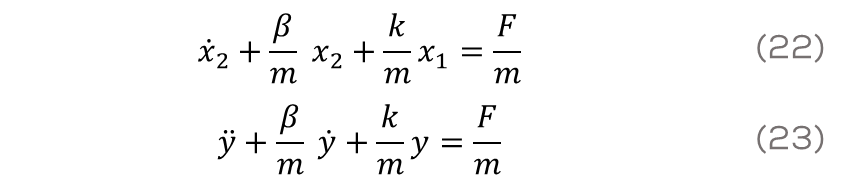 ẋ₂ + β/m x₂ + k/m x₁ = F/m (22)
ÿ + β/m ẏ + k/m y = F/m (23)